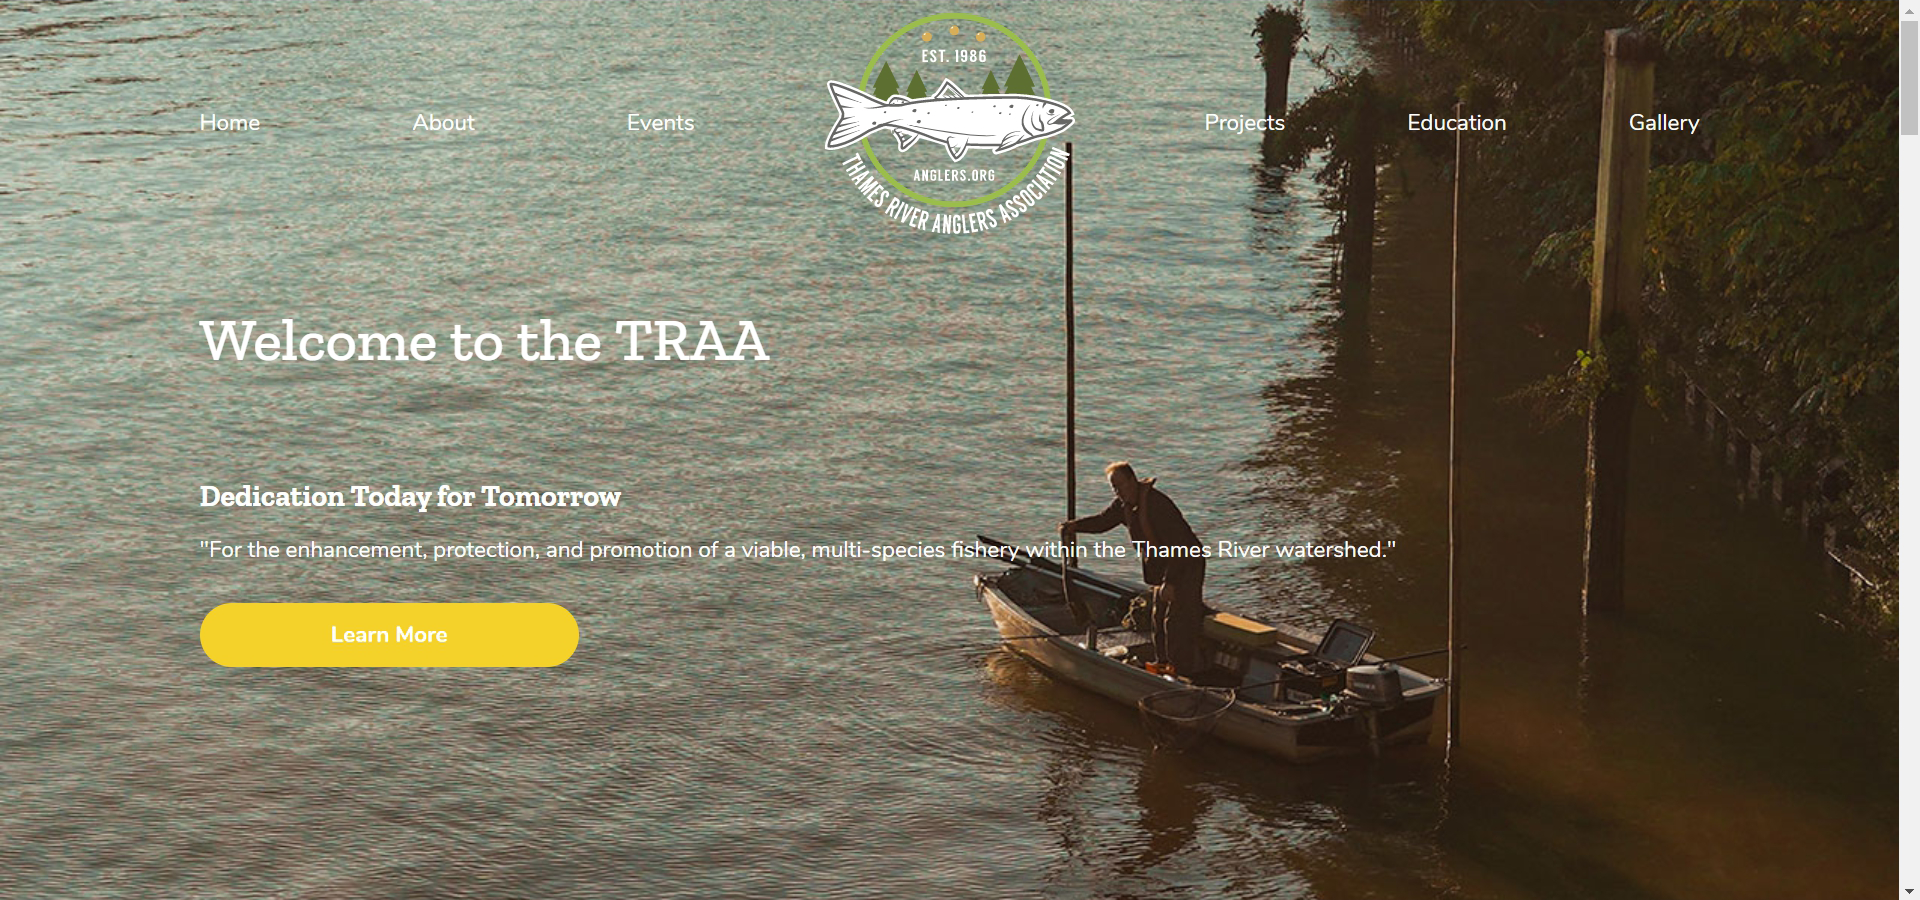 EST. 1986
Home
About
Events
Projects
Education
Gallery
ANGLERS.ORG
THAMES RIVER ANGLERS ASSOCIATION
Welcome to the TRAA
Dedication Today for Tomorrow
"For the enhancement, protection, and promotion of a viable, multi-species fishery within the Thames River watershed."
Learn More